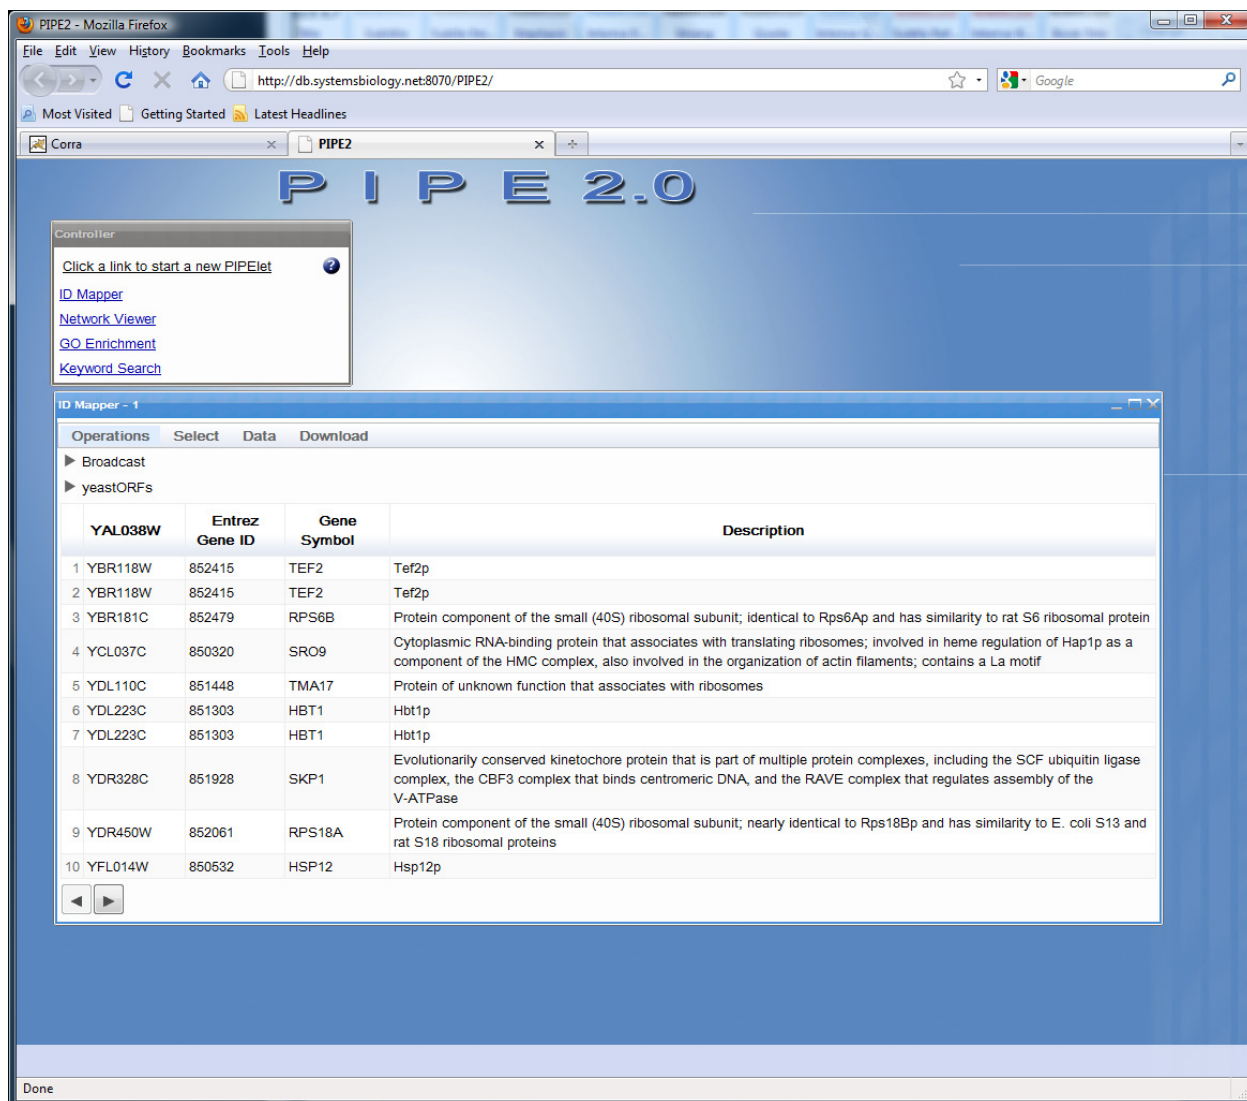 PIPE2 - Mozilla Firefox
File Edit View History Bookmarks Tools Help
http://db.systemsbiology.net:8070/PIPE2/
Google
Most Visited Getting Started Latest Headlines
Corra PIPE2
PIPE 2.0
Controller
Click a link to start a new PIPElet ?
ID Mapper
Network Viewer
GO Enrichment
Keyword Search
ID Mapper - 1
Operations Select Data Download
Broadcast
yeastORFs
YAL038W Entrez Gene ID Gene Symbol Description
1 YBR118W 852415 TEF2 Tef2p
2 YBR118W 852415 TEF2 Tef2p
3 YBR181C 852479 RPS6B Protein component of the small (40S) ribosomal subunit; identical to Rps6Ap and has similarity to rat S6 ribosomal protein
4 YCL037C 850320 SRO9 Cytoplasmic RNA-binding protein that associates with translating ribosomes; involved in heme regulation of Hap1p as a
component of the HMC complex, also involved in the organization of actin filaments; contains a La motif
5 YDL110C 851448 TMA17 Protein of unknown function that associates with ribosomes
6 YDL223C 851303 HBT1 Hbt1p
7 YDL223C 851303 HBT1 Hbt1p
8 YDR328C 851928 SKP1 Evolutionarily conserved kinetochore protein that is part of multiple protein complexes, including the SCF ubiquitin ligase
complex, the CBF3 complex that binds centromeric DNA, and the RAVE complex that regulates assembly of the
V-ATPase
9 YDR450W 852061 RPS18A Protein component of the small (40S) ribosomal subunit; nearly identical to Rps18Bp and has similarity to E. coli S13 and
rat S18 ribosomal proteins
10 YFL014W 850532 HSP12 Hsp12p
Done